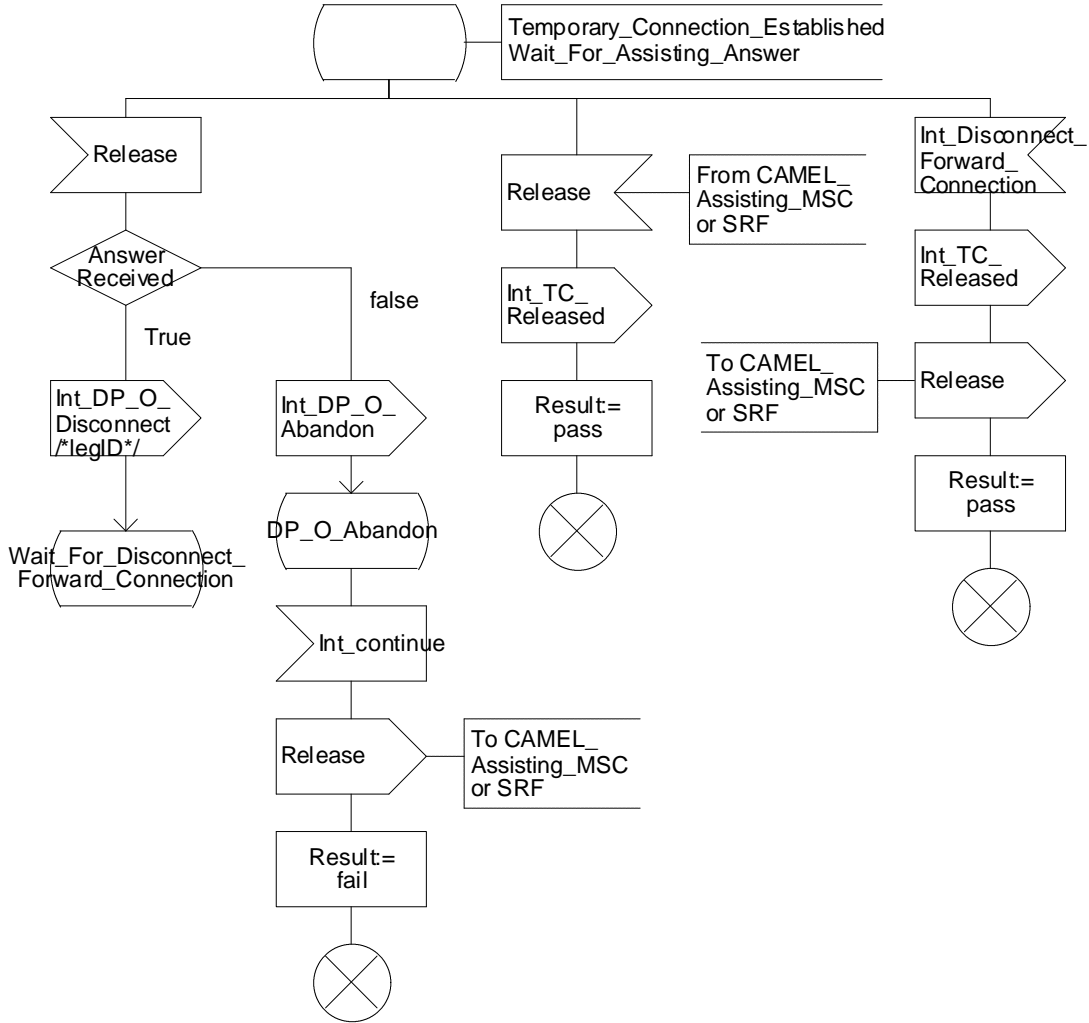 Temporary_Connection_Established
Wait_For_Assisting_Answer
Release
Answer
Received
True
false
Int_DP_O_
Disconnect
/*legID*/
Wait_For_Disconnect_
Forward_Connection
Int_DP_O_
Abandon
DP_O_Abandon
Int_continue
Release
To CAMEL_
Assisting_MSC
or SRF
Result:=
fail
Release
From CAMEL_
Assisting_MSC
or SRF
Int_TC_
Released
Result:=
pass
Int_Disconnect_
Forward_
Connection
Int_TC_
Released
To CAMEL_
Assisting_MSC
or SRF
Release
Result:=
pass